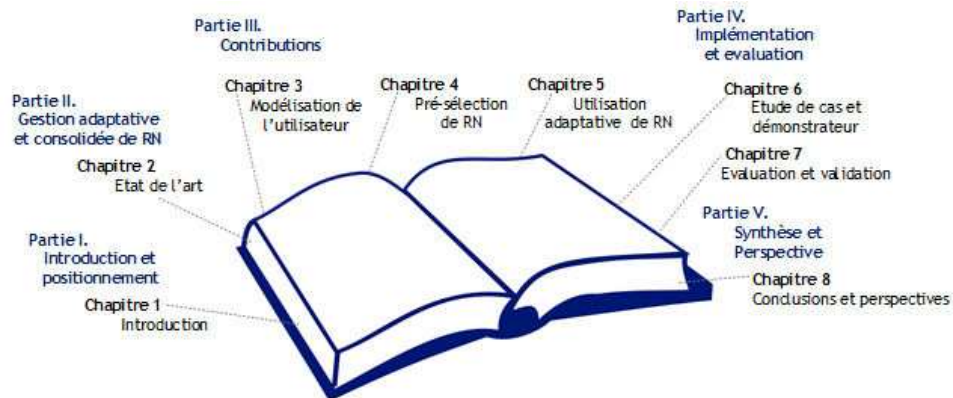 Partie I.
Introduction et
positionnement
Chapitre 1
Introduction
Partie II.
Gestion adaptative
et consolidée de RN
Chapitre 2
Etat de l'art
Partie III.
Contributions
Chapitre 3
Modélisation de
l'utilisateur
Chapitre 4
Pré-sélection
de RN
Chapitre 5
Utilisation
adaptative de RN
Partie IV.
Implémentation
et evaluation
Chapitre 6
Etude de cas et
démonstrateur
Chapitre 7
Evaluation et validation
Partie V.
Synthèse et
Perspective
Chapitre 8
Conclusions et perspectives